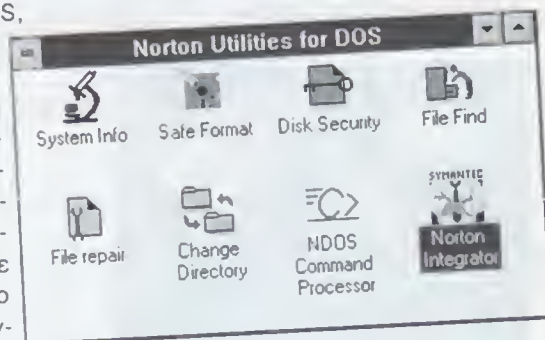 S,
Norton Utilities for DOS
System Info
Safe Format
Disk Security
File Find
SYMANTEC
File repair
Change
Directory
NDOS
Command
Processor
Norton
Integrator